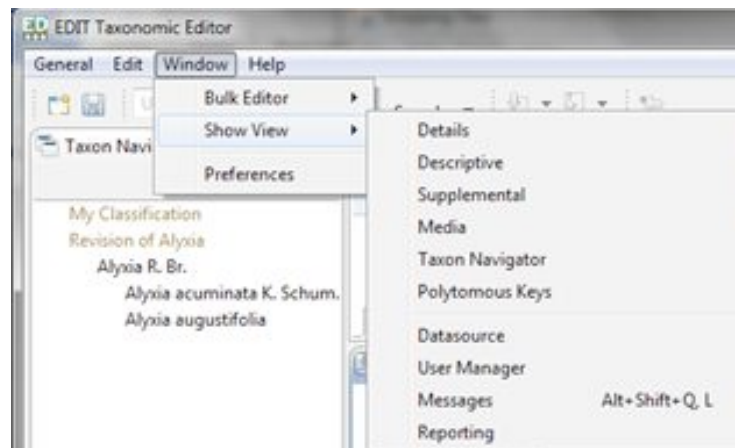 EDIT Taxonomic Editor
General Edit Window Help
Bulk Editor
Show View
Preferences
Taxon Navi
My Classification
Revision of Alyxia
Alyxia R. Br.
Alyxia acuminata K. Schum.
Alyxia augustifolia
Details
Descriptive
Supplemental
Media
Taxon Navigator
Polytomous Keys
Datasource
User Manager
Messages Alt+Shift+Q, L
Reporting